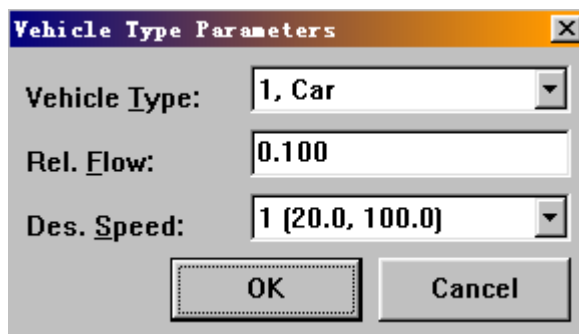 Vehicle Type Parameters
Vehicle Type: 1, Car
Rel. Flow: 0.100
Des. Speed: 1 (20.0, 100.0)
OK Cancel